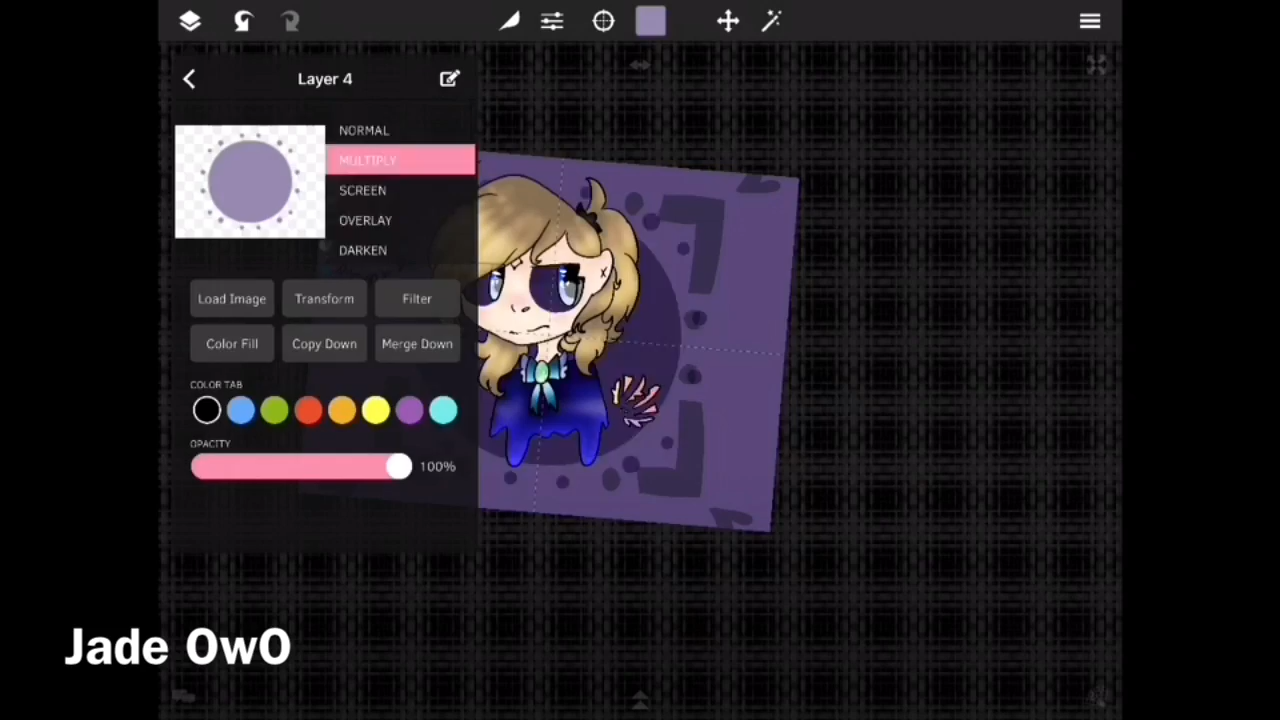 Layer 4
NORMAL
MULTIPLY
SCREEN
OVERLAY
DARKEN
Load Image Transform Filter
Color Fill Copy Down Merge Down
COLOR TAB
OPACITY
100%
Jade OwO